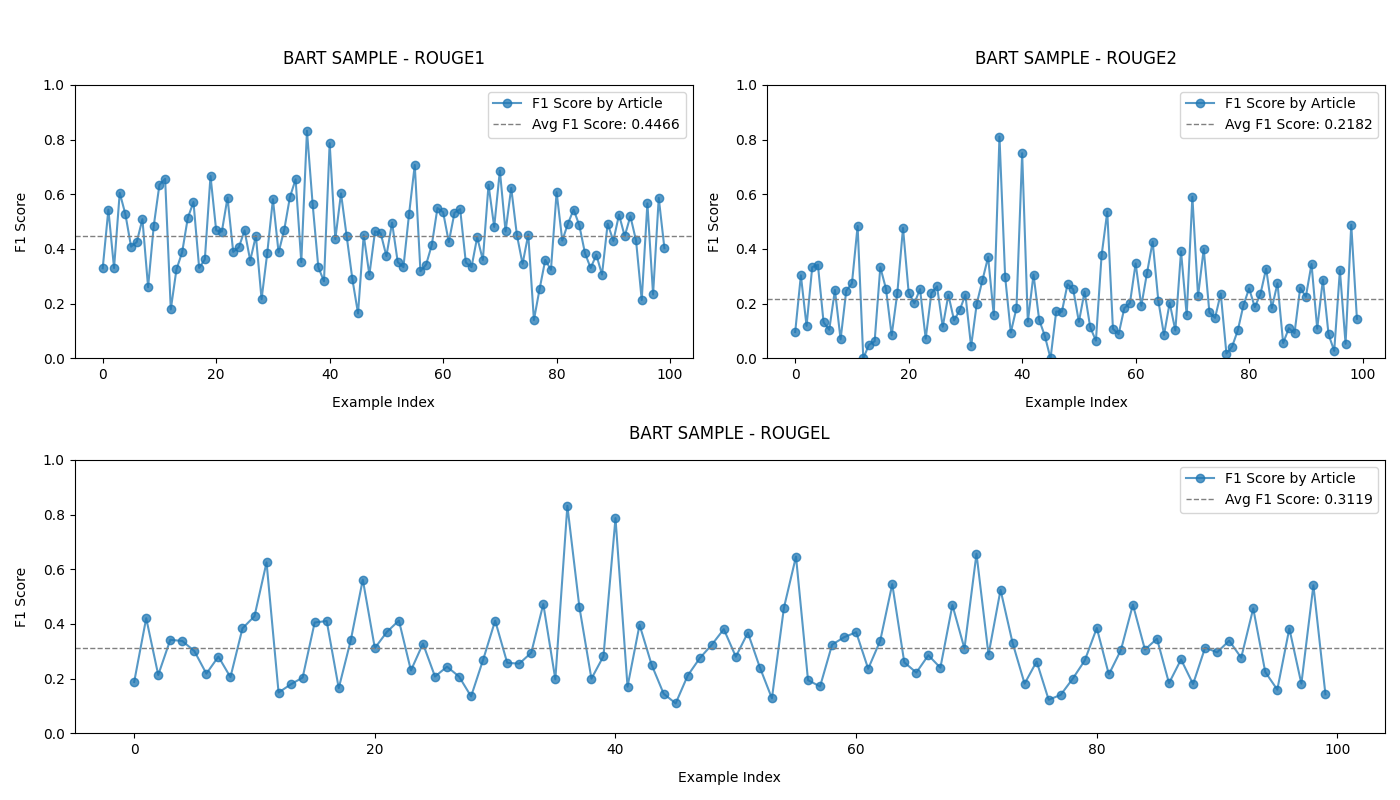 BART SAMPLE - ROUGE1
F1 Score
1.0
0.8
0.6
0.4
0.2
0.0
0
20
40
60
80
100
Example Index
F1 Score by Article
Avg F1 Score: 0.4466
BART SAMPLE - ROUGE2
F1 Score
1.0
0.8
0.6
0.4
0.2
0.0
0
20
40
60
80
100
Example Index
F1 Score by Article
Avg F1 Score: 0.2182
BART SAMPLE - ROUGEL
F1 Score
1.0
0.8
0.6
0.4
0.2
0.0
0
20
40
60
80
100
Example Index
F1 Score by Article
Avg F1 Score: 0.3119